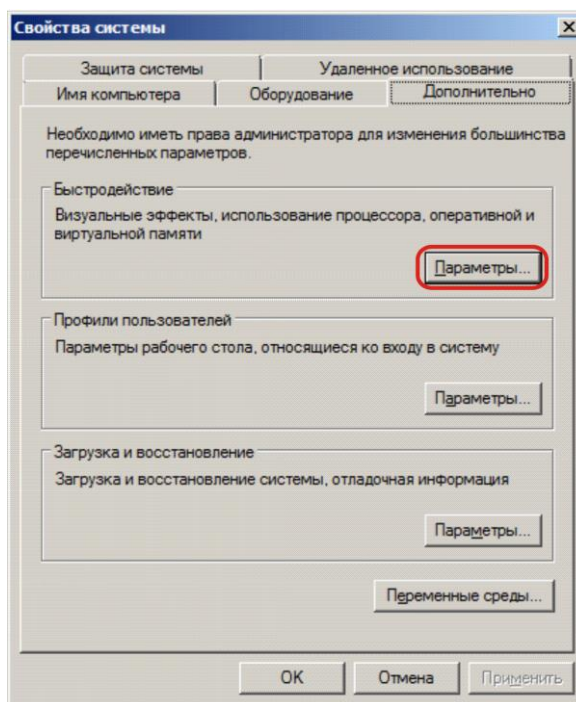 Свойства системы
Защита системы
Удаленное использование
Имя компьютера
Оборудование
Дополнительно
Необходимо иметь права администратора для изменения большинства
перечисленных параметров.
Быстродействие
Визуальные эффекты, использование процессора, оперативной и
виртуальной памяти
Параметры...
Профили пользователей
Параметры рабочего стола, относящиеся ко входу в систему
Параметры...
Загрузка и восстановление
Загрузка и восстановление системы, отладочная информация
Параметры...
Переменные среды...
ОК
Отмена
Применить